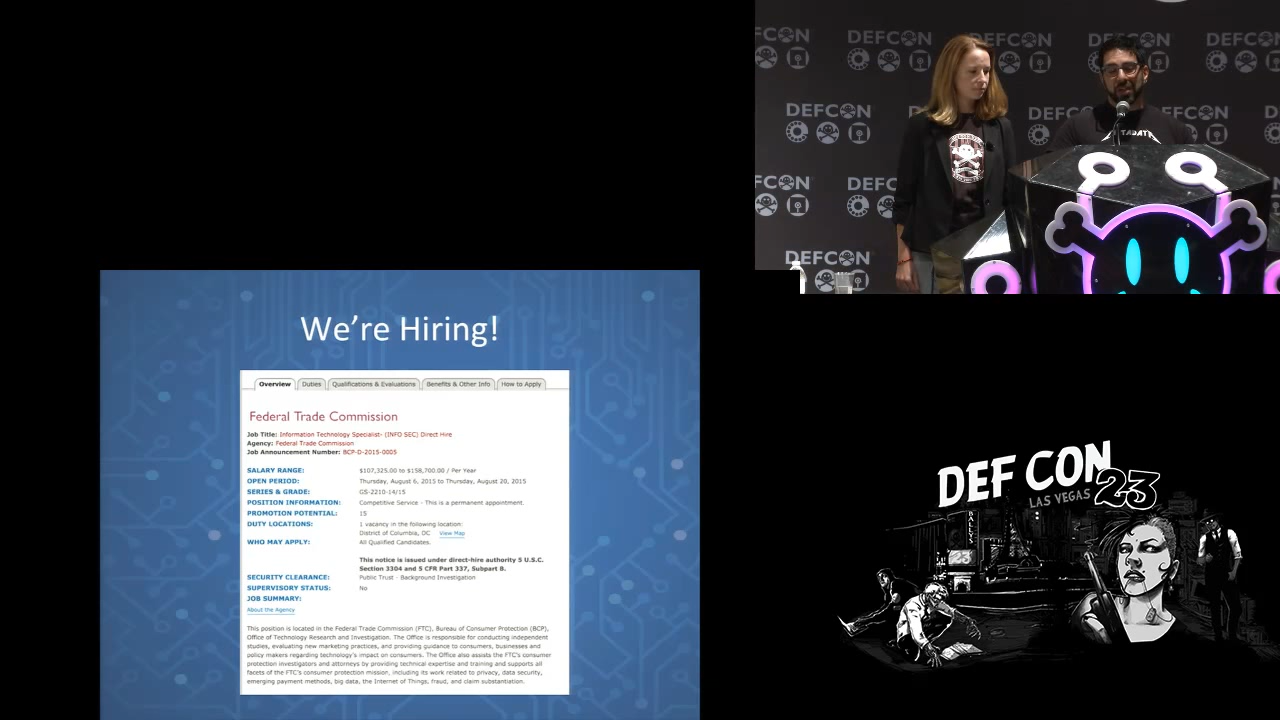 DEFCON DEFCON DEFCON DEFCON
DEFCON DEFCON
TADAT
DEFCON
DEFCON
We're Hiring!
Overview Duties Qualifications & Evaluations Benefits & Other Info How to Apply
Federal Trade Commission
Job Title: Information Technology Specialist- (INFO SEC) Direct Hire
Agency: Federal Trade Commission
Job Announcement Number: BCP-D-2015-0005
SALARY RANGE: $107,325.00 to $158,700.00 / Per Year
OPEN PERIOD: Thursday, August 6, 2015 to Thursday, August 20, 2015
SERIES & GRADE: GS-2210-14/15
POSITION INFORMATION: Competitive Service - This is a permanent appointment.
PROMOTION POTENTIAL: 15
DUTY LOCATIONS: 1 vacancy in the following location:
District of Columbia, DC View Map
WHO MAY APPLY: All Qualified Candidates.
This notice is issued under direct-hire authority 5 U.S.C.
Section 3304 and 5 CFR Part 337, Subpart B.
SECURITY CLEARANCE: Public Trust - Background Investigation
SUPERVISORY STATUS: No
JOB SUMMARY:
About the Agency
This position is located in the Federal Trade Commission (FTC), Bureau of Consumer Protection (BCP),
Office of Technology Research and Investigation. The Office is responsible for conducting independent
studies, evaluating new marketing practices, and providing guidance to consumers, businesses and
policy makers regarding technology's impact on consumers. The Office also assists the FTC's consumer
protection investigators and attorneys by providing technical expertise and training and supports all
facets of the FTC's consumer protection mission, including its work related to privacy, data security,
emerging payment methods, big data, the Internet of Things, fraud, and claim substantiation.
DEF CON
LAS VEGAS 23
BALLYS